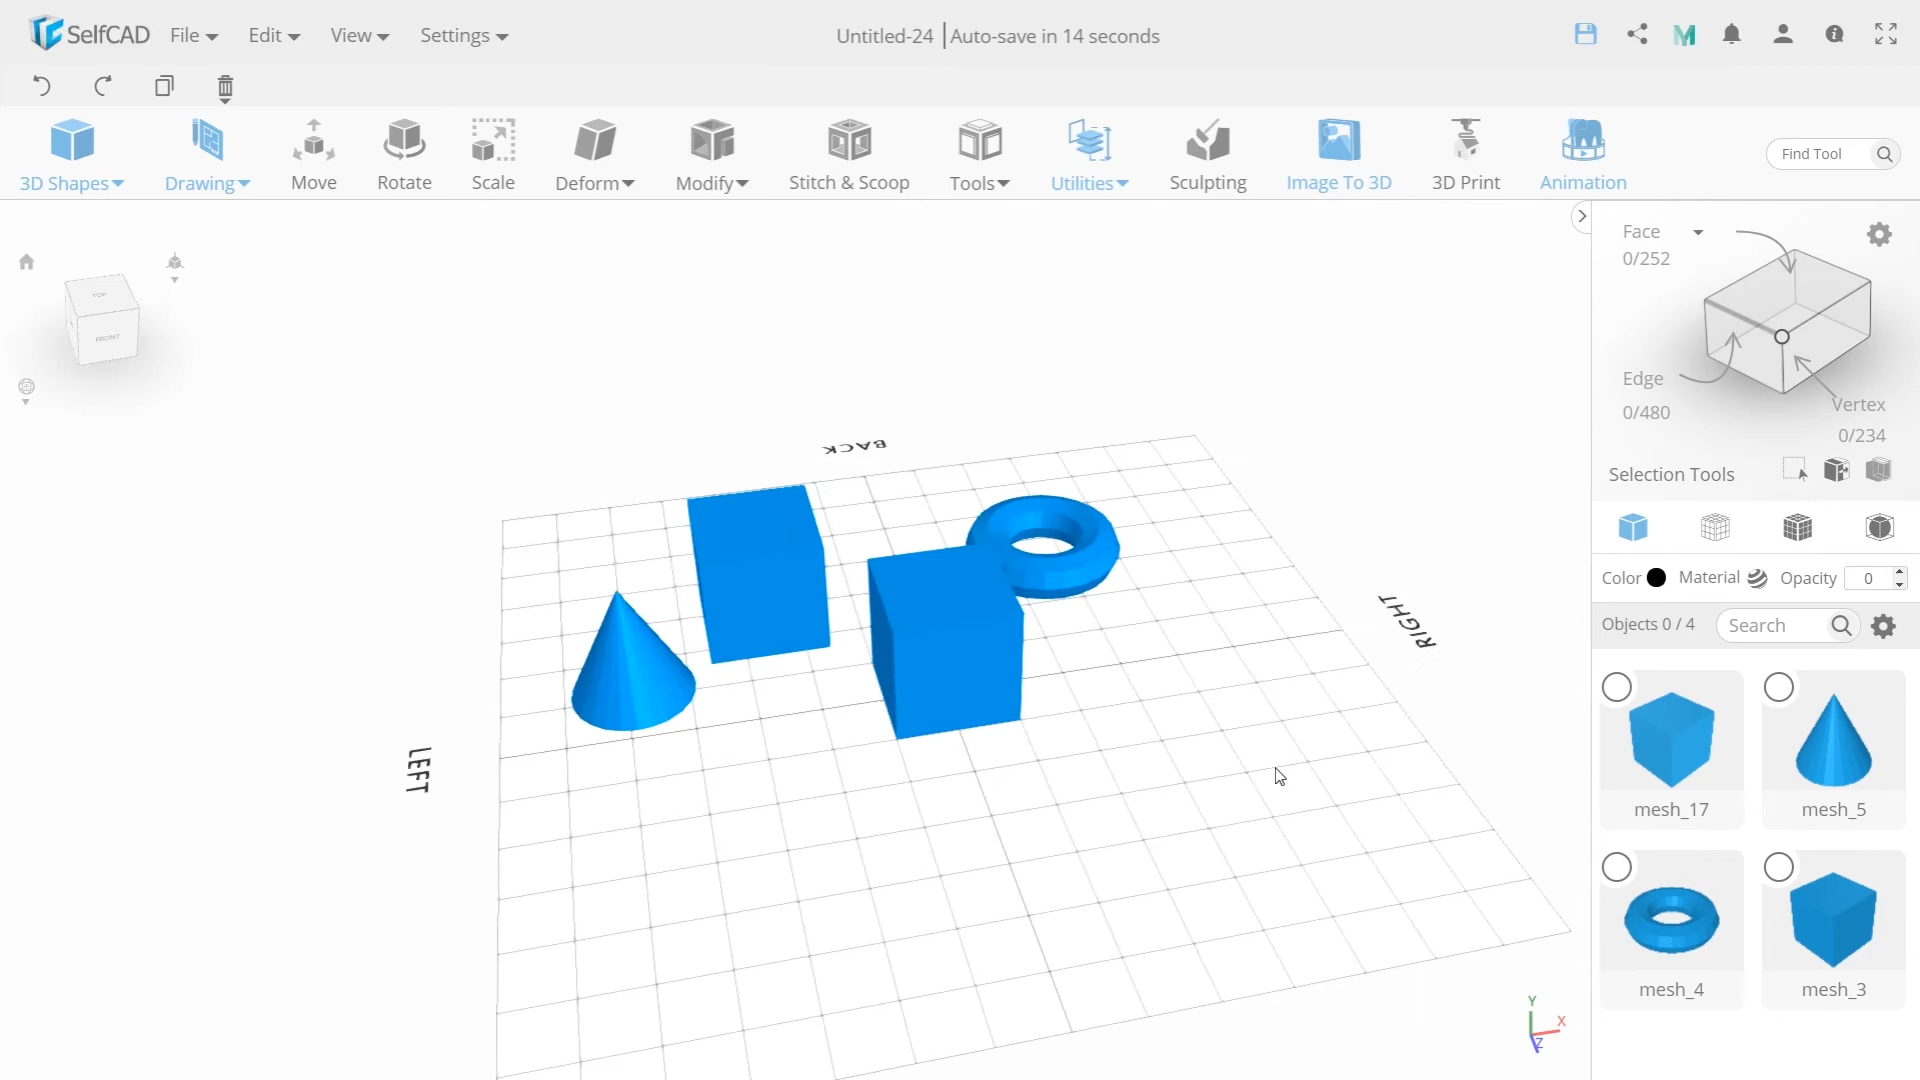 SelfCAD File Edit View Settings Untitled-24 Auto-save in 14 seconds
3D Shapes Drawing Move Rotate Scale Deform Modify Stitch & Scoop Tools Utilities Sculpting Image To 3D 3D Print Animation Find Tool
TOP
FRONT
BACK
LEFT
RIGHT
Y
X
Z
Face
0/252
Edge
0/480
Vertex
0/234
Selection Tools
Color Material Opacity 0
Objects 0 / 4 Search
mesh_17 mesh_5
mesh_4 mesh_3